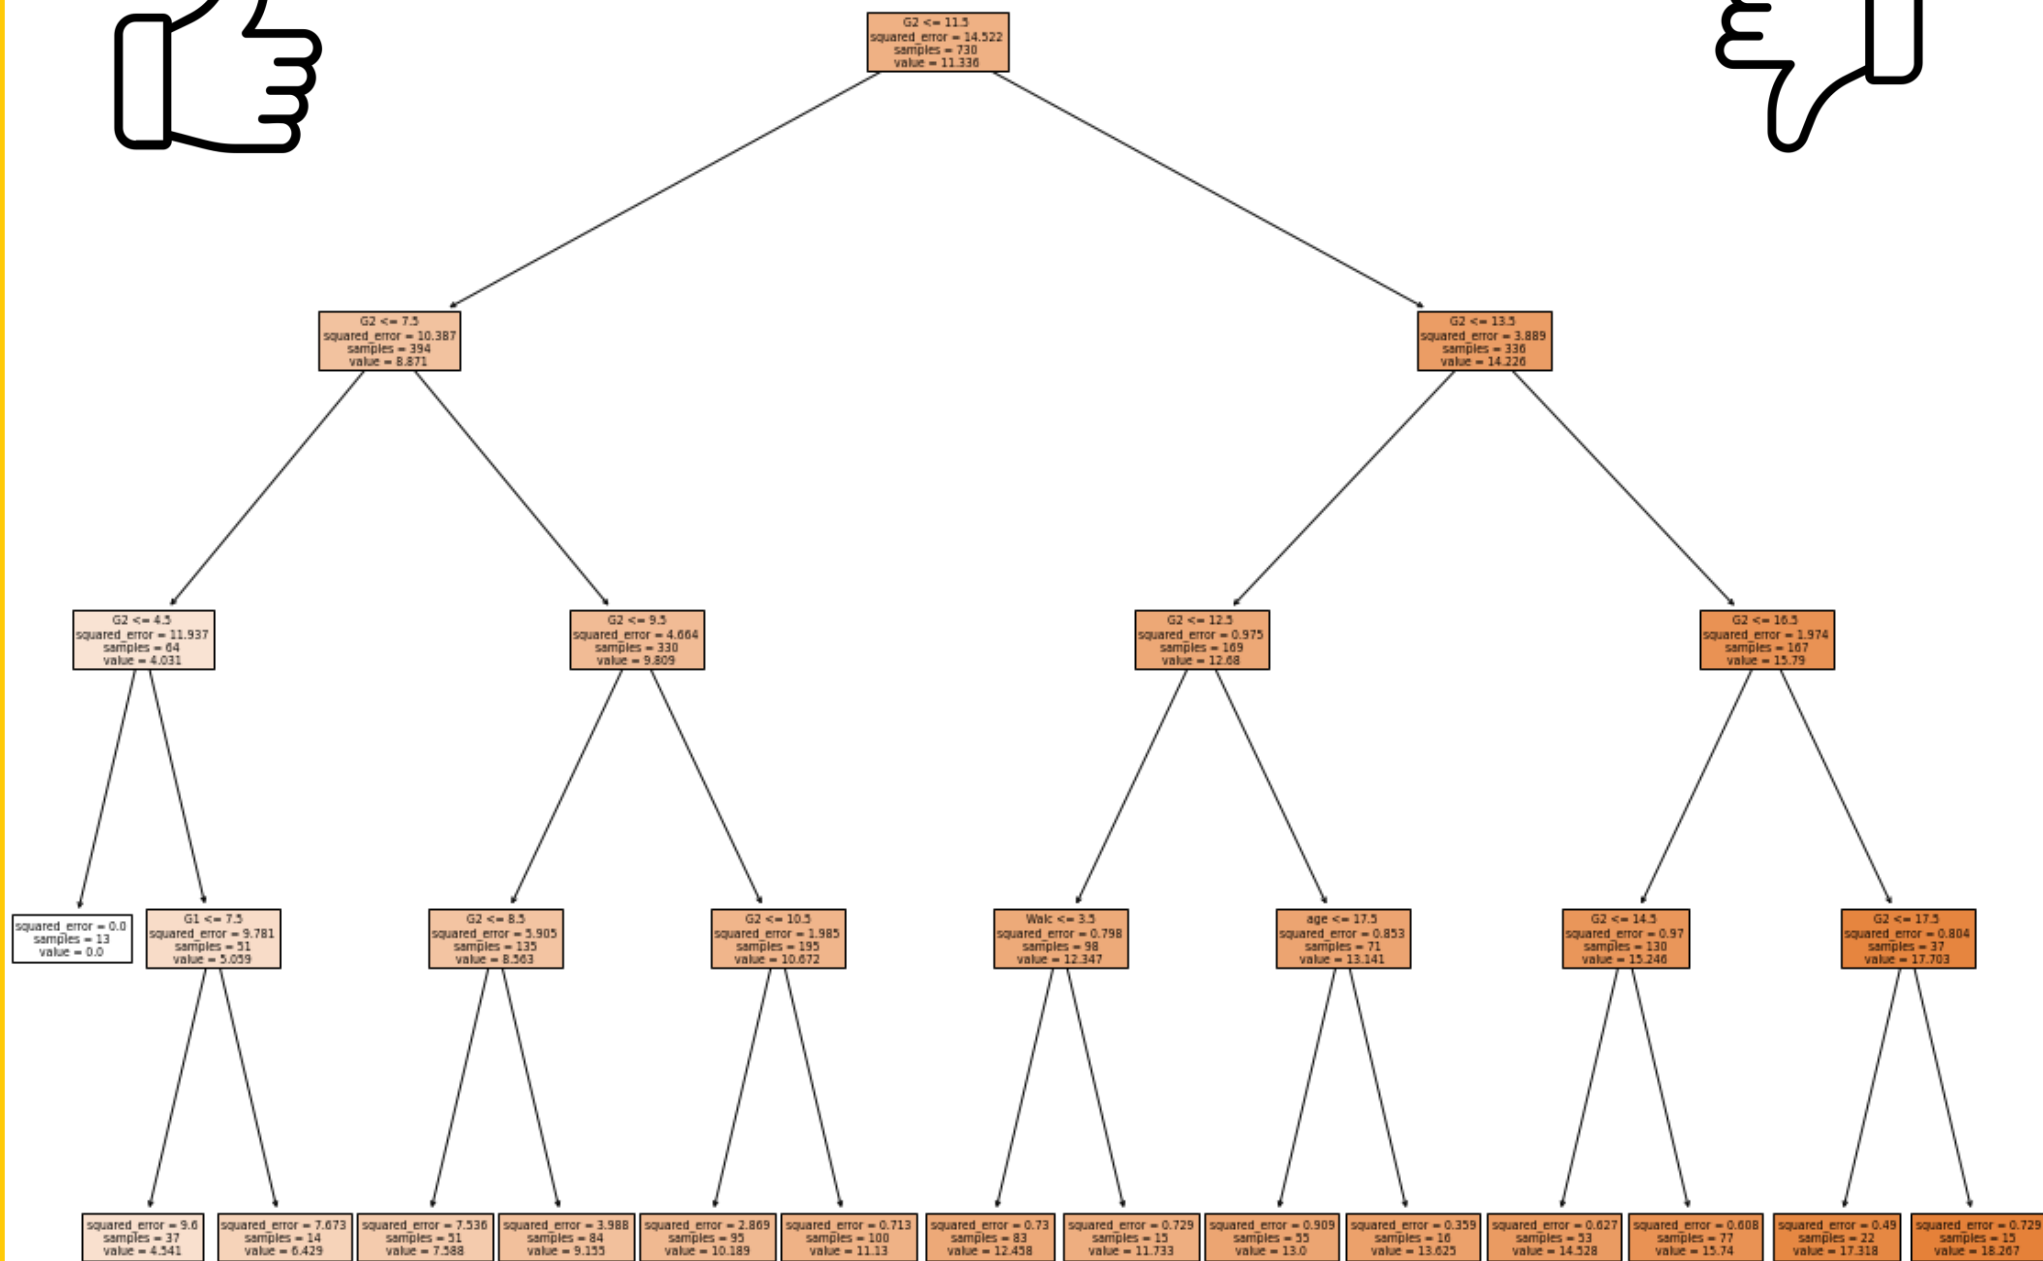 G2 <= 11.5
squared_error = 14.522
samples = 730
value = 11.336
G2 <= 7.5
squared_error = 10.387
samples = 394
value = 8.871
G2 <= 13.5
squared_error = 3.889
samples = 336
value = 14.226
G2 <= 4.5
squared_error = 11.937
samples = 64
value = 4.031
G2 <= 9.5
squared_error = 4.664
samples = 330
value = 9.809
G2 <= 12.5
squared_error = 0.975
samples = 169
value = 12.68
G2 <= 16.5
squared_error = 1.974
samples = 167
value = 15.79
squared_error = 0.0
samples = 13
value = 0.0
G1 <= 7.5
squared_error = 9.781
samples = 51
value = 5.059
G2 <= 8.5
squared_error = 5.905
samples = 135
value = 8.563
G2 <= 10.5
squared_error = 1.985
samples = 195
value = 10.672
Walc <= 3.5
squared_error = 0.798
samples = 98
value = 12.347
age <= 17.5
squared_error = 0.853
samples = 71
value = 13.141
G2 <= 14.5
squared_error = 0.97
samples = 130
value = 15.246
G2 <= 17.5
squared_error = 0.804
samples = 37
value = 17.703
squared_error = 9.6
samples = 37
value = 4.541
squared_error = 7.673
samples = 14
value = 6.429
squared_error = 7.536
samples = 51
value = 7.588
squared_error = 3.988
samples = 84
value = 9.155
squared_error = 2.869
samples = 95
value = 10.189
squared_error = 0.713
samples = 100
value = 11.13
squared_error = 0.73
samples = 83
value = 12.458
squared_error = 0.729
samples = 15
value = 11.733
squared_error = 0.909
samples = 55
value = 13.0
squared_error = 0.359
samples = 16
value = 13.625
squared_error = 0.627
samples = 53
value = 14.528
squared_error = 0.608
samples = 77
value = 15.74
squared_error = 0.49
samples = 22
value = 17.318
squared_error = 0.729
samples = 15
value = 18.267